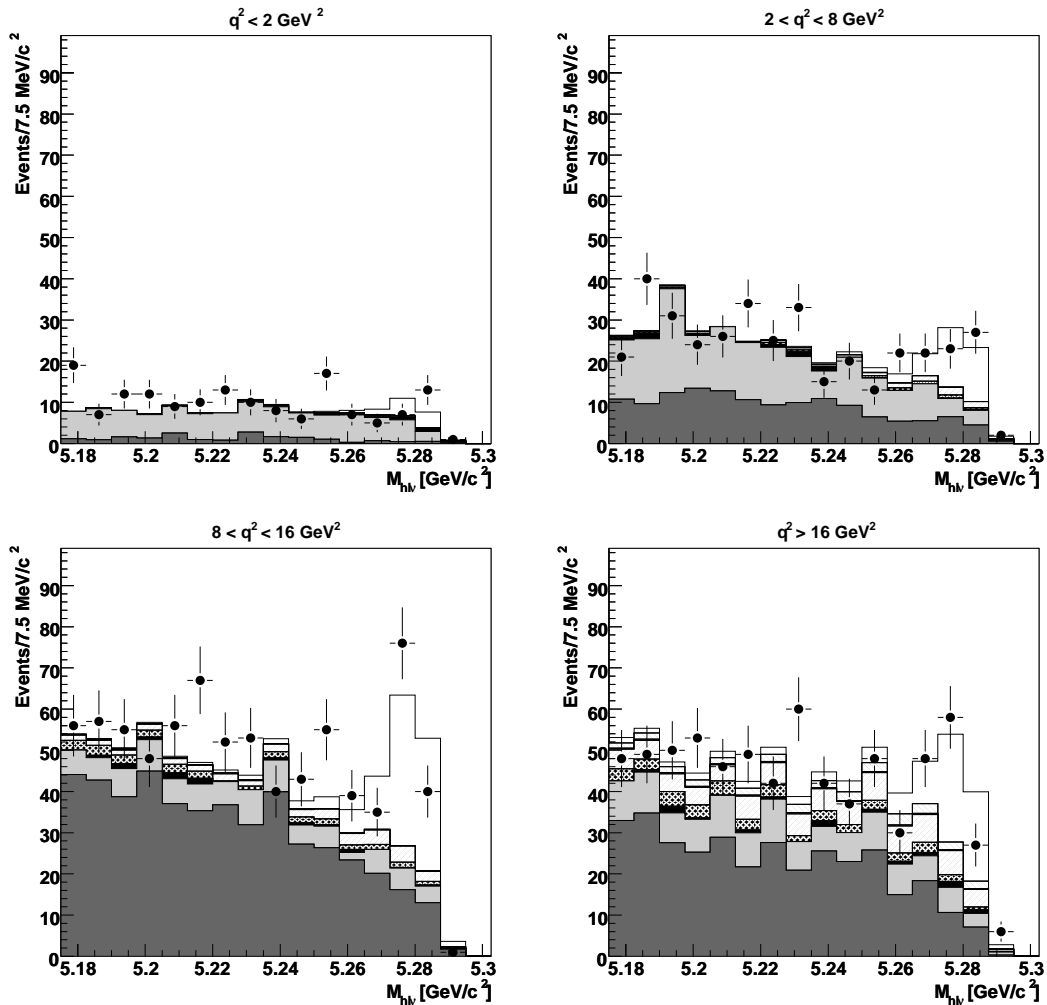 q² < 2 GeV ²
Events/7.5 MeV/c ²
90
80
70
60
50
40
30
20
10
0
5.18 5.2 5.22 5.24 5.26 5.28 5.3
M_hlν [GeV/c ²]
2 < q² < 8 GeV²
Events/7.5 MeV/c ²
90
80
70
60
50
40
30
20
10
0
5.18 5.2 5.22 5.24 5.26 5.28 5.3
M_hlν [GeV/c ²]
8 < q² < 16 GeV²
Events/7.5 MeV/c ²
90
80
70
60
50
40
30
20
10
0
5.18 5.2 5.22 5.24 5.26 5.28 5.3
M_hlν [GeV/c ²]
q² > 16 GeV²
Events/7.5 MeV/c ²
90
80
70
60
50
40
30
20
10
0
5.18 5.2 5.22 5.24 5.26 5.28 5.3
M_hlν [GeV/c ²]